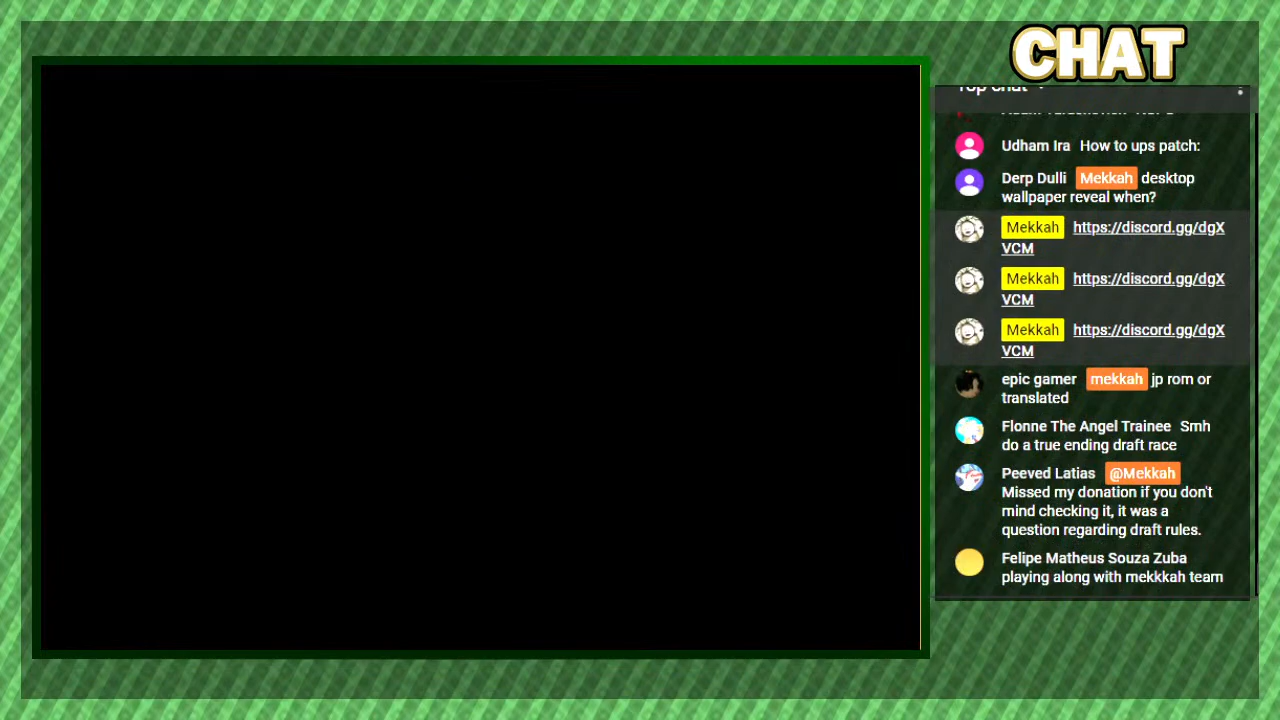 CHAT
Top chat
Udham Ira How to ups patch:
Derp Dulli Mekkah desktop
wallpaper reveal when?
Mekkah https://discord.gg/dgX
VCM
Mekkah https://discord.gg/dgX
VCM
Mekkah https://discord.gg/dgX
VCM
epic gamer mekkah jp rom or
translated
Flonne The Angel Trainee Smh
do a true ending draft race
Peeved Latias @Mekkah
Missed my donation if you don't
mind checking it, it was a
question regarding draft rules.
Felipe Matheus Souza Zuba
playing along with mekkkah team